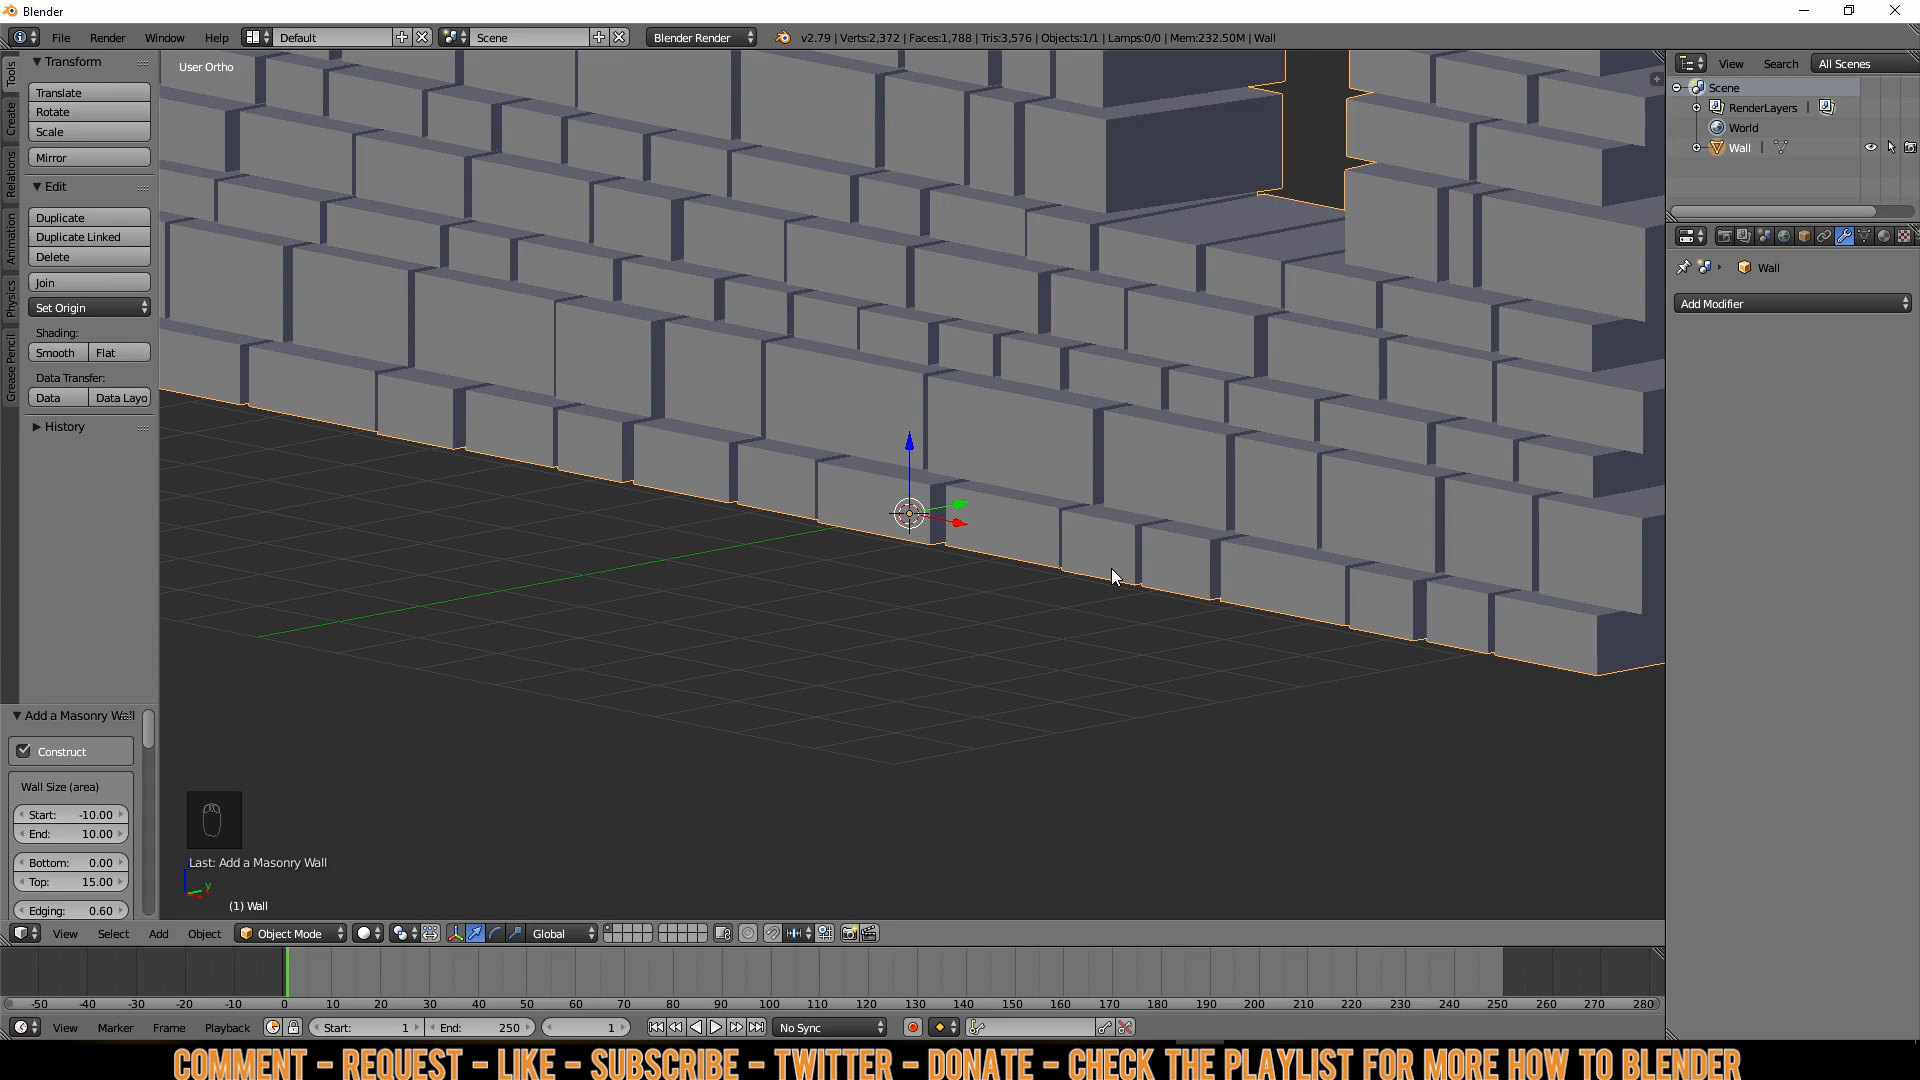 Blender
File Render Window Help Default Scene Blender Render v2.79 | Verts:2,372 | Faces:1,788 | Tris:3,576 | Objects:1/1 | Lamps:0/0 | Mem:232.50M | Wall
Tools
Create
Relations
Animation
Physics
Grease Pencil
Transform
Translate
Rotate
Scale
Mirror
Edit
Duplicate
Duplicate Linked
Delete
Join
Set Origin
Shading:
Smooth Flat
Data Transfer:
Data Data Layo
History
Add a Masonry Wall
Construct
Wall Size (area)
Start: -10.00
End: 10.00
Bottom: 0.00
Top: 15.00
Edging: 0.60
User Ortho
Last: Add a Masonry Wall
y
(1) Wall
View Search All Scenes
Scene
RenderLayers |
World
Wall |
Wall
Add Modifier
View Select Add Object Object Mode Global
-50 -40 -30 -20 -10 0 10 20 30 40 50 60 70 80 90 100 110 120 130 140 150 160 170 180 190 200 210 220 230 240 250 260 270 280
View Marker Frame Playback Start: 1 End: 250 1 No Sync
COMMENT - REQUEST - LIKE - SUBSCRIBE - TWITTER - DONATE - CHECK THE PLAYLIST FOR MORE HOW TO BLENDER